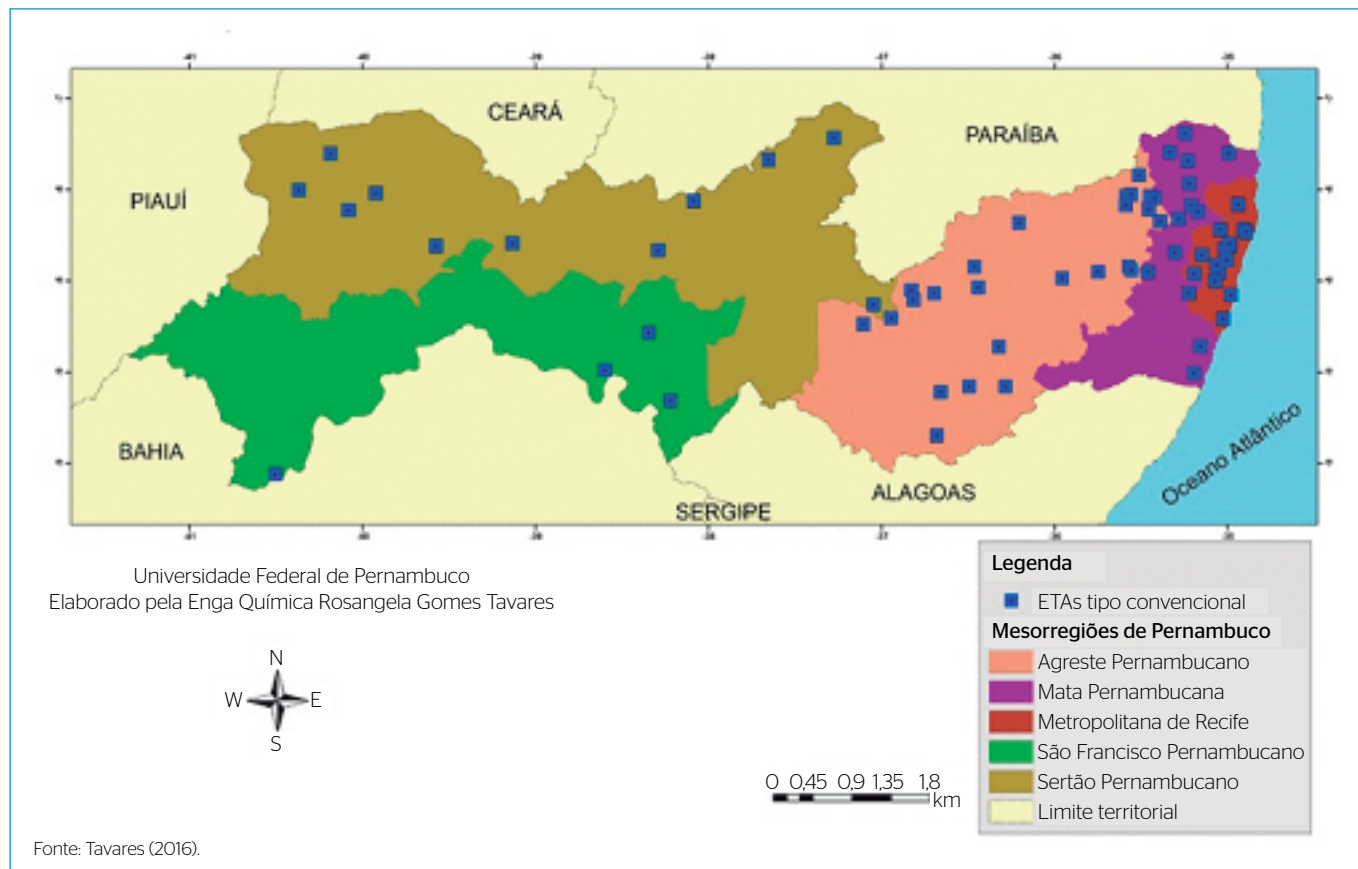 CEARÁ
PARAÍBA
PIAUÍ
BAHIA
SERGIPE
ALAGOAS
Oceano Atlântico
Universidade Federal de Pernambuco
Elaborado pela Enga Química Rosangela Gomes Tavares
N
W E
S
0 0,45 0,9 1,35 1,8
km
Legenda
ETAs tipo convencional
Mesorregiões de Pernambuco
Agreste Pernambucano
Mata Pernambucana
Metropolitana de Recife
São Francisco Pernambucano
Sertão Pernambucano
Limite territorial
Fonte: Tavares (2016).